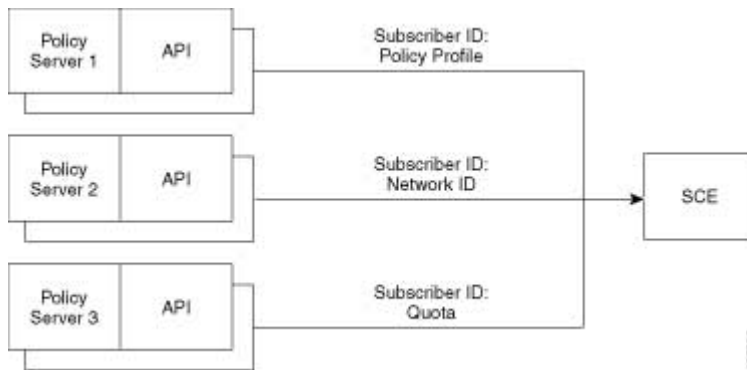 Policy
Server 1
API
Subscriber ID:
Policy Profile
Policy
Server 2
API
Subscriber ID:
Network ID
SCE
Policy
Server 3
API
Subscriber ID:
Quota